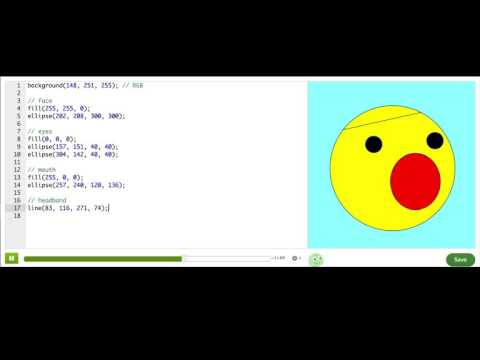 1 background(148, 251, 255); // RGB
2
3 // face
4 fill(255, 255, 0);
5 ellipse(202, 208, 300, 300);
6
7 // eyes
8 fill(0, 0, 0);
9 ellipse(157, 151, 40, 40);
10 ellipse(304, 142, 40, 40);
11
12 // mouth
13 fill(255, 0, 0);
14 ellipse(257, 240, 120, 136);
15
16 // headband
17 line(83, 116, 271, 74);
18
Save